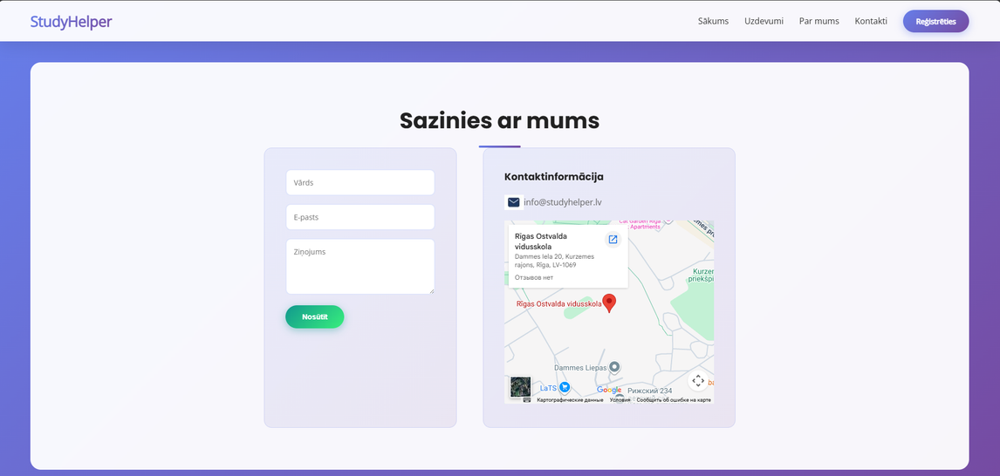 StudyHelper
Sākums
Uzdevumi
Par mums
Kontakti
Reģistrēties
Sazinies ar mums
Vārds
E-pasts
Ziņojums
Nosūtīt
Kontaktinformācija
info@studyhelper.lv
Cat Garden Riga
Apartments.
Rīgas Ostvalda
vidusskola
Dammes Iela 20, Kurzemes
rajons, Rīga, LV-1069
Отзывов нет
Kurzem
priekšpi
Rīgas Ostvalda vidusskola
Dammes Liepas
LaTS
Google
Рижский 234
Картографические данные
Условия
Сообщить об ошибке на карте